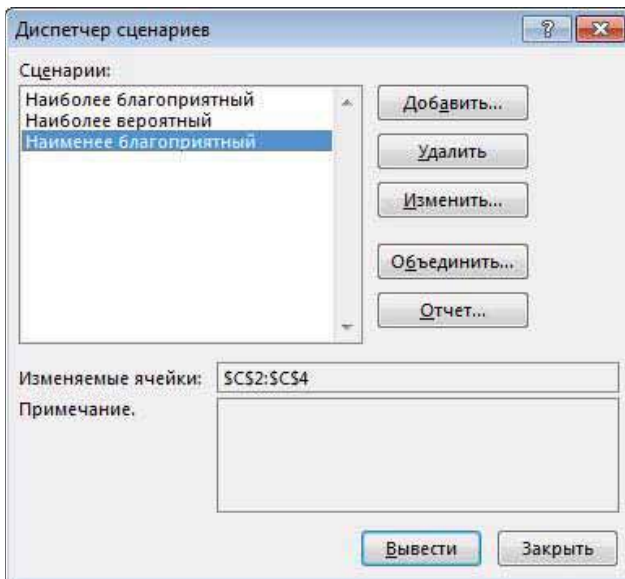 Диспетчер сценариев
Сценарии:
Наиболее благоприятный
Наиболее вероятный
Наименее благоприятный
Добавить...
Удалить
Изменить...
Объединить...
Отчет...
Изменяемые ячейки: $C$2:$C$4
Примечание.
Вывести Закрыть